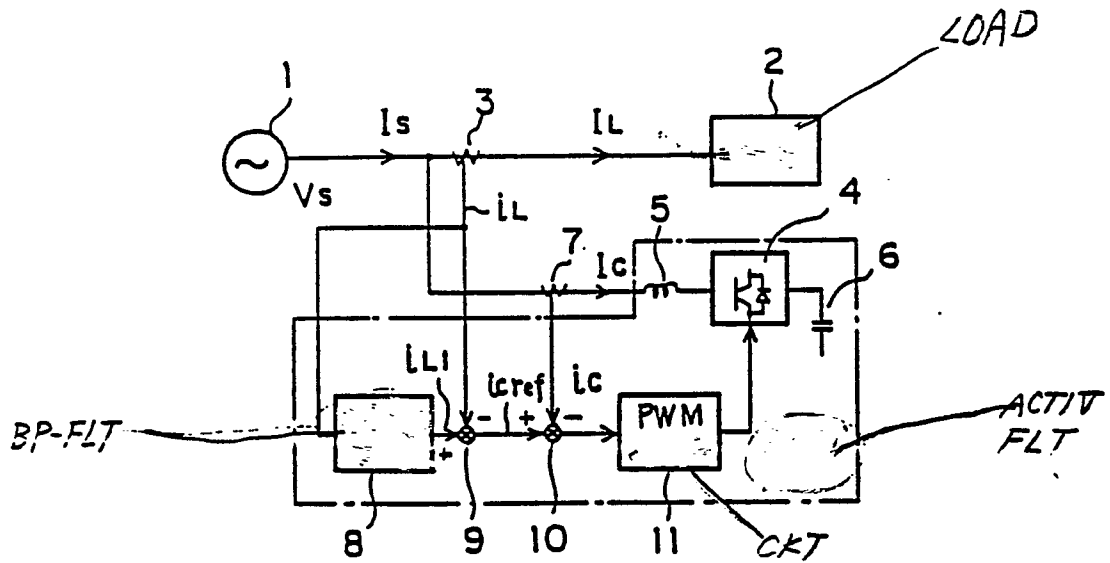 LOAD
1
2
3
Is
IL
Vs
iL
4
5
6
7
Ic
iL1
icref
ic
PWM
BP-FLT
ACTIV
FLT
- + -
+
8
9
10
11
CKT